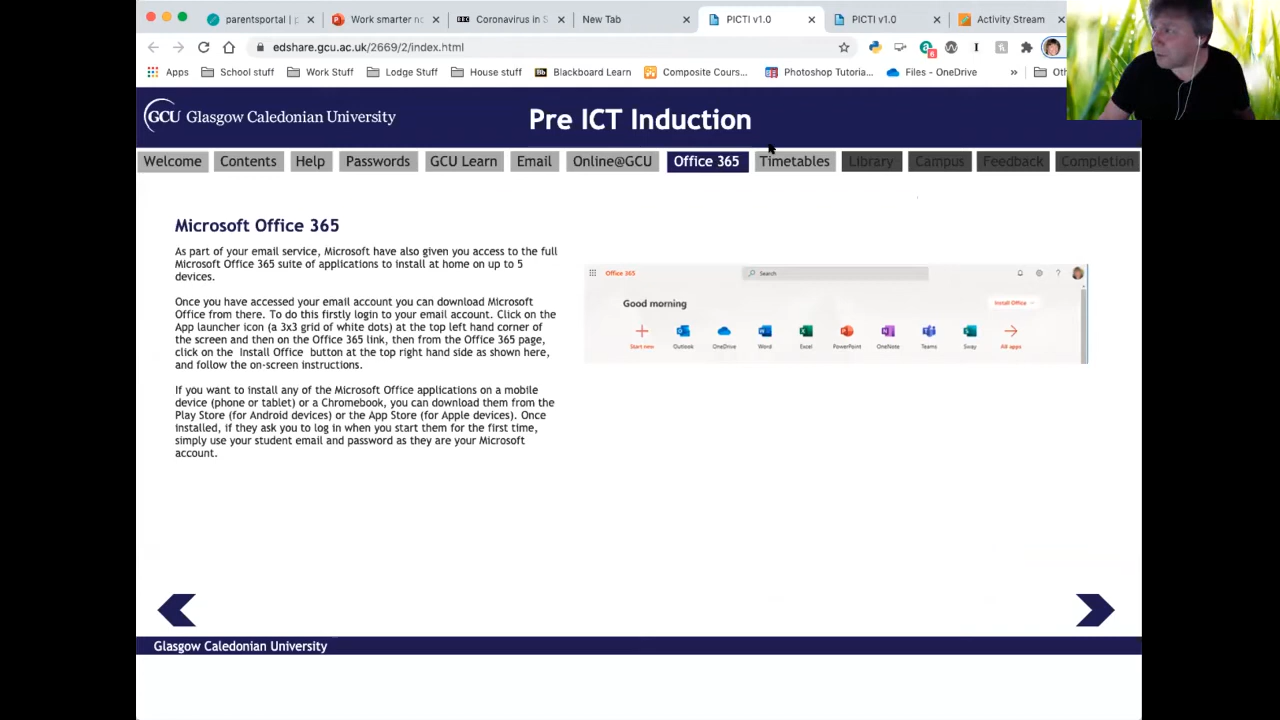 parentsportal | p
Work smarter no
Coronavirus in S
New Tab
PICTI v1.0
PICTI v1.0
Activity Stream
edshare.gcu.ac.uk/2669/2/index.html
Apps
School stuff
Work Stuff
Lodge Stuff
House stuff
Bb
Blackboard Learn
Composite Cours...
Photoshop Tutoria...
Files - OneDrive
»
GCU Glasgow Caledonian University
Pre ICT Induction
Welcome
Contents
Help
Passwords
GCU Learn
Email
Online@GCU
Office 365
Timetables
Library
Campus
Feedback
Completion
Microsoft Office 365
As part of your email service, Microsoft have also given you access to the full
Microsoft Office 365 suite of applications to install at home on up to 5
devices.
Once you have accessed your email account you can download Microsoft
Office from there. To do this firstly login to your email account. Click on the
App launcher icon (a 3x3 grid of white dots) at the top left hand corner of
the screen and then on the Office 365 link, then from the Office 365 page,
click on the Install Office button at the top right hand side as shown here,
and follow the on-screen instructions.
If you want to install any of the Microsoft Office applications on a mobile
device (phone or tablet) or a Chromebook, you can download them from the
Play Store (for Android devices) or the App Store (for Apple devices). Once
installed, if they ask you to log in when you start them for the first time,
simply use your student email and password as they are your Microsoft
account.
Office 365
Search
?
Good morning
Install Office
Start new
Outlook
OneDrive
Word
Excel
PowerPoint
OneNote
Teams
Sway
All apps
Glasgow Caledonian University